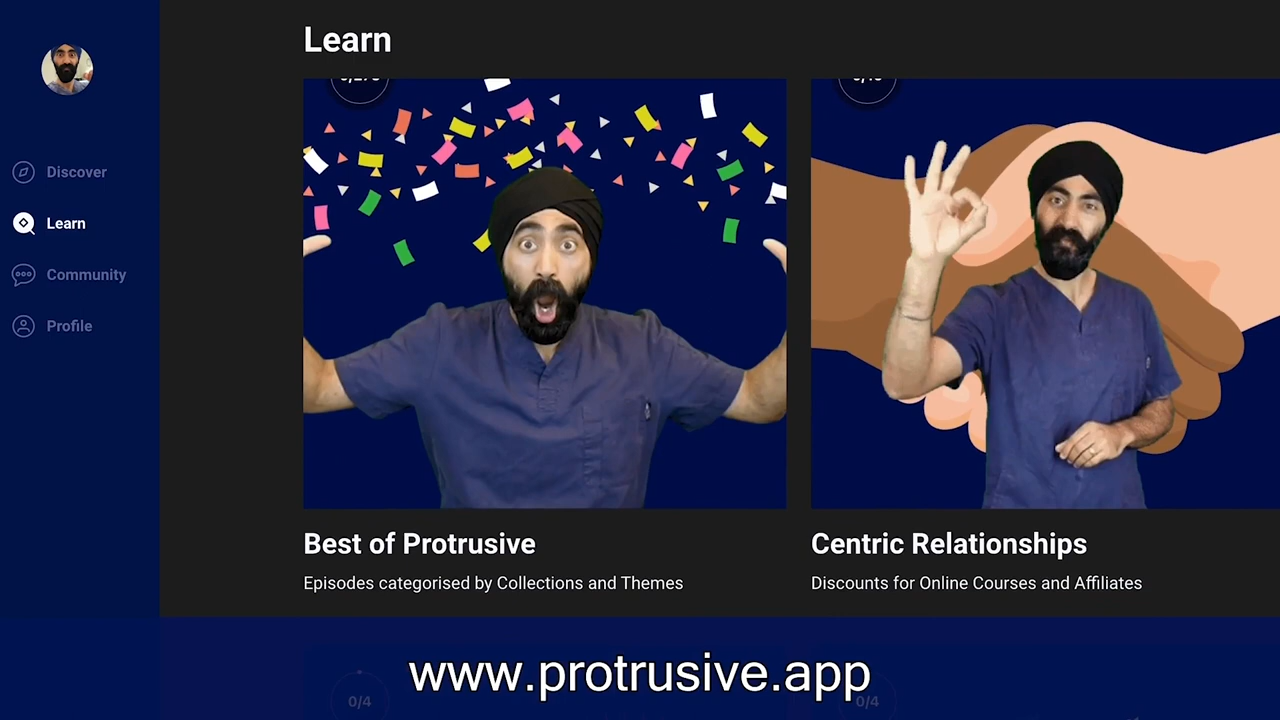 Learn
Discover
Learn
Community
Profile
Best of Protrusive
Episodes categorised by Collections and Themes
Centric Relationships
Discounts for Online Courses and Affiliates
www.protrusive.app
0/4
0/4